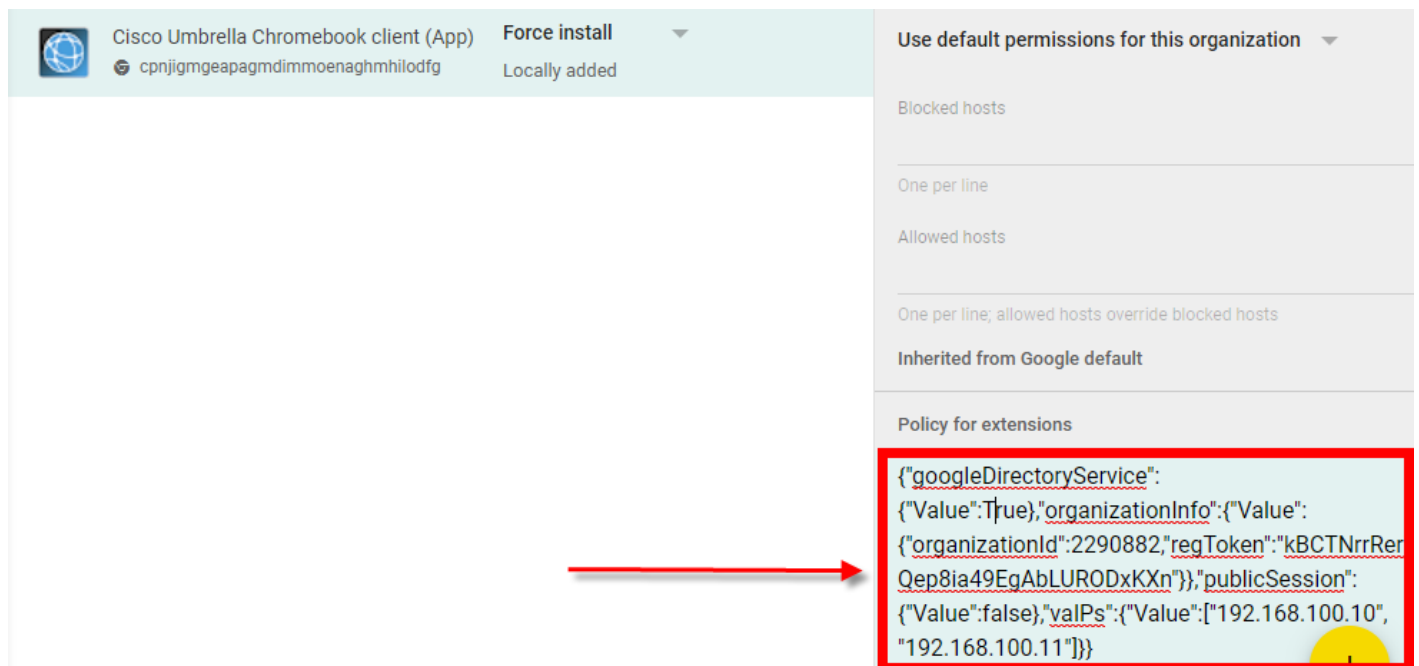 Cisco Umbrella Chromebook client (App)
cpnjigmgeapagmdimmoenaghmhilodfg
Force install
Locally added
Use default permissions for this organization
Blocked hosts
One per line
Allowed hosts
One per line; allowed hosts override blocked hosts
Inherited from Google default
Policy for extensions
{"googleDirectoryService":
{"Value":True},"organizationInfo":{"Value":
{"organizationId":2290882,"regToken":"kBCTNrrRer
Qep8ia49EgAbLURODxKXn"}},"publicSession":
{"Value":false},"vaIPs":{"Value":["192.168.100.10",
"192.168.100.11"]}}